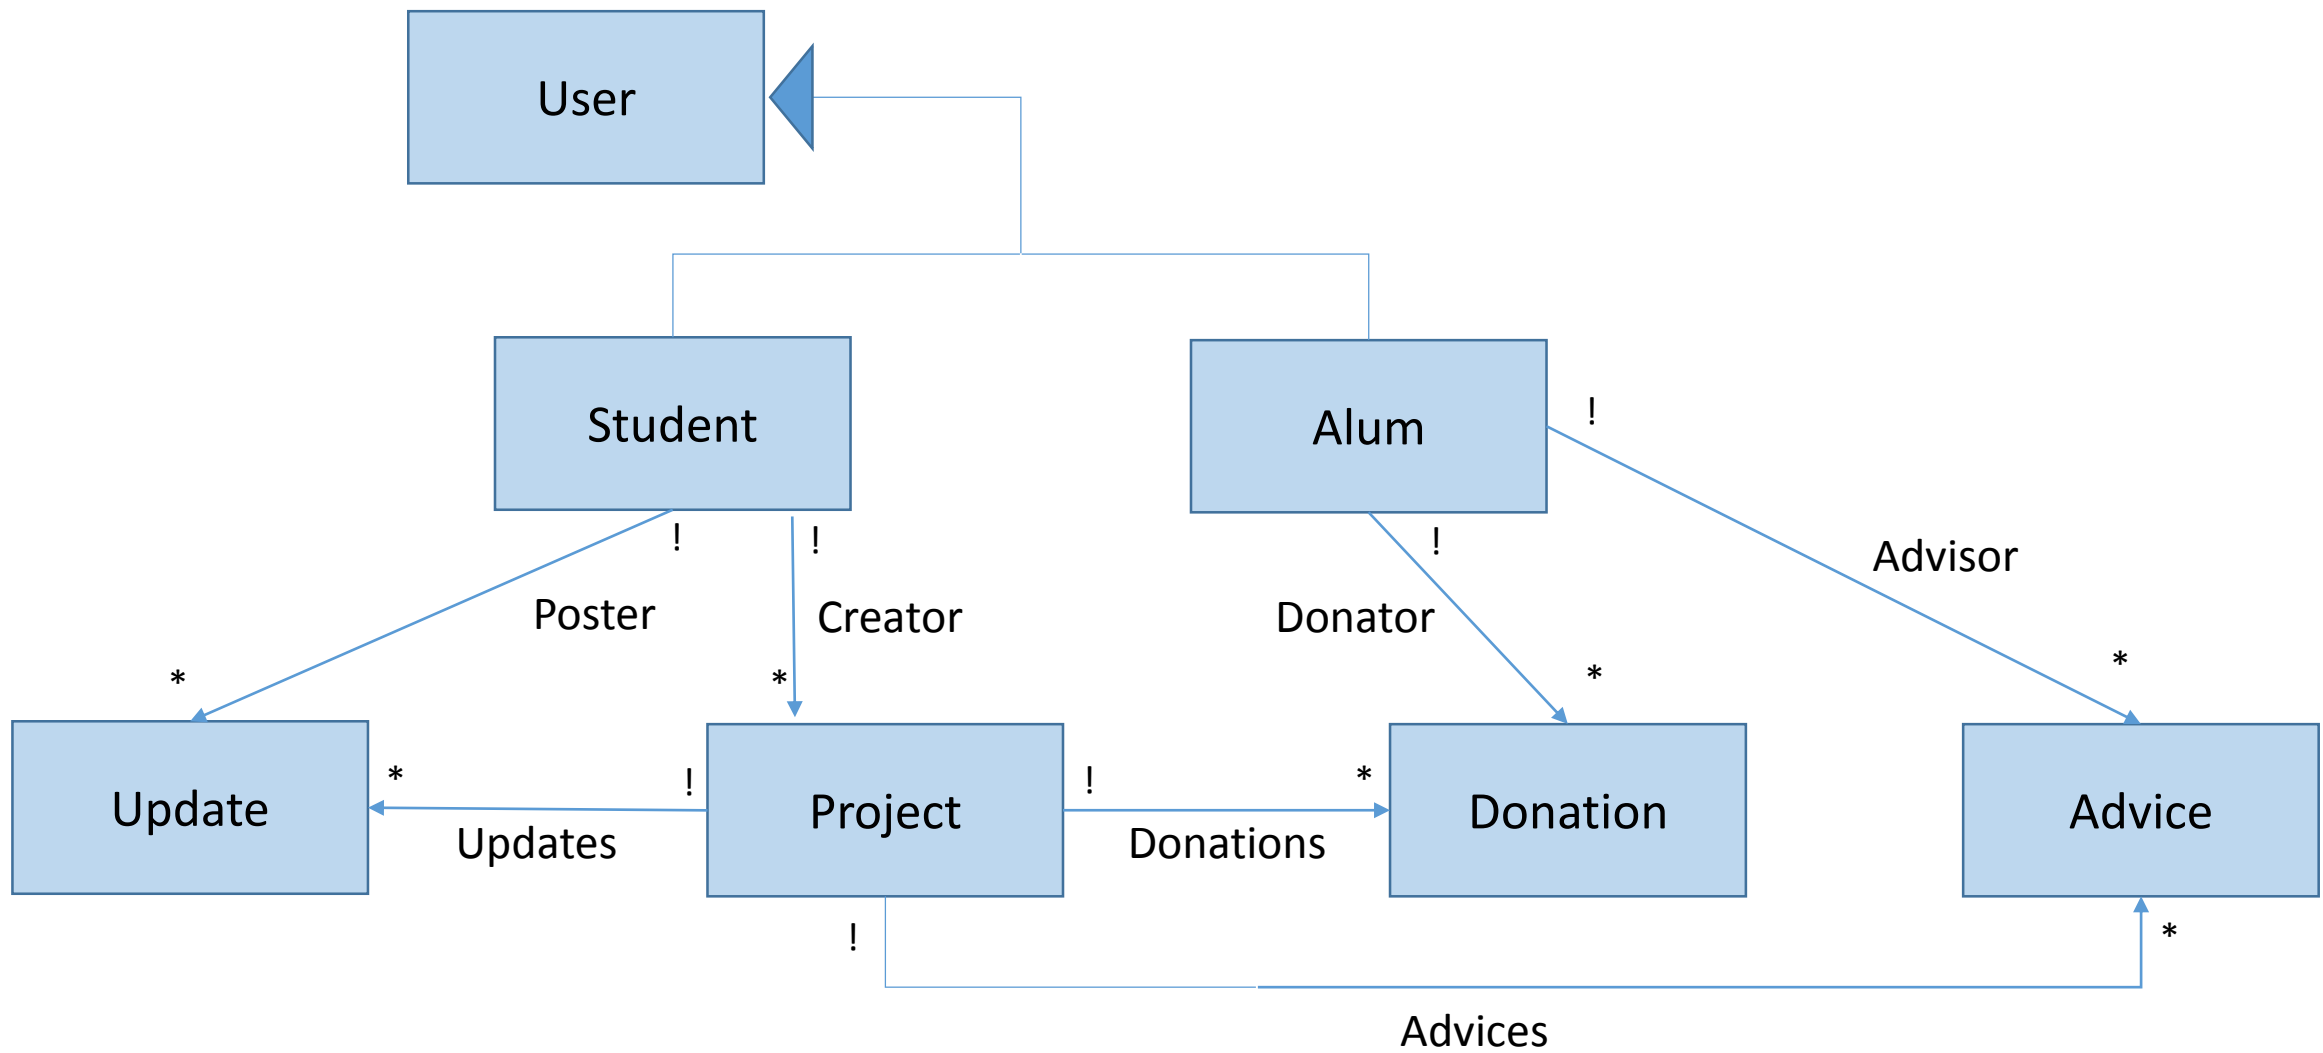 User
Student
Alum
!
!
!
!
Advisor
Poster
Creator
Donator
*
*
*
*
Update
*
!
Project
!
*
Donation
Advice
Updates
Donations
!
*
Advices